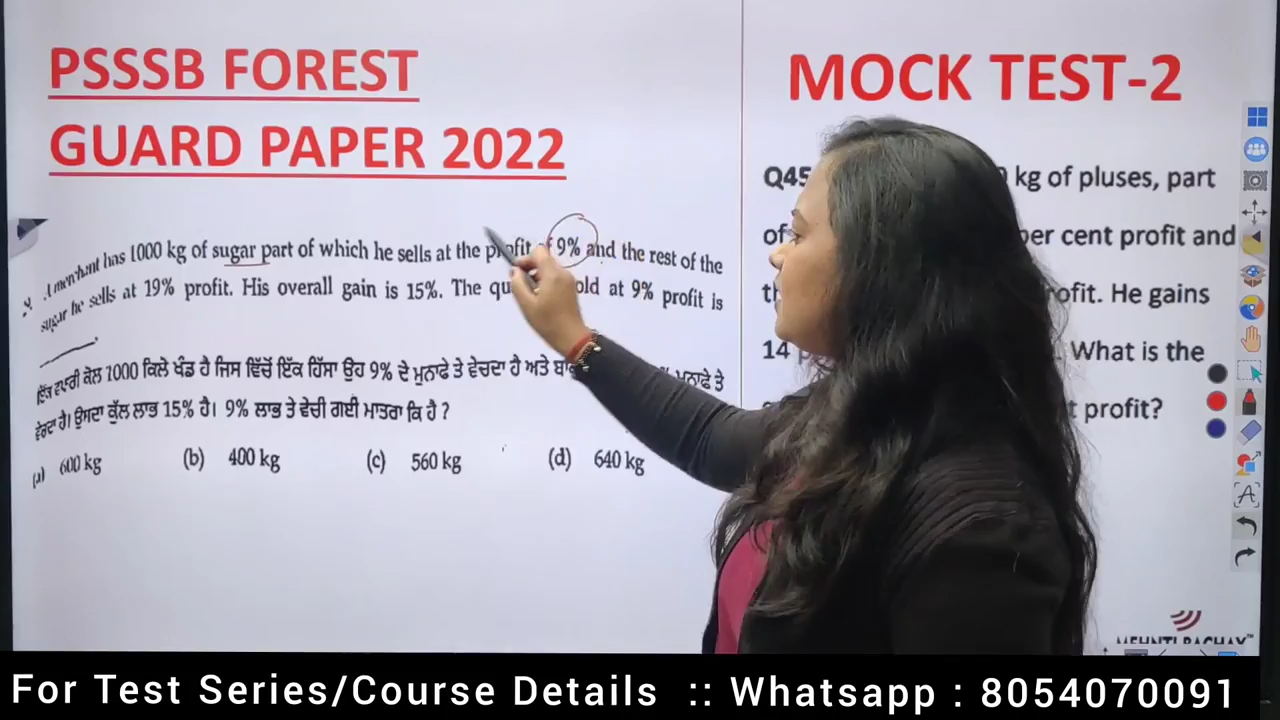 PSSSB FOREST
GUARD PAPER 2022
A merchant has 1000 kg of sugar part of which he sells at the profit of 9% and the rest of the
sugar he sells at 19% profit. His overall gain is 15%. The old at 9% profit is
ਇੱਕ ਵਪਾਰੀ ਕੋਲ 1000 ਕਿਲੋ ਖੰਡ ਹੈ ਜਿਸ ਵਿੱਚੋਂ ਇੱਕ ਹਿੱਸਾ ਉਹ 9% ਦੇ ਮੁਨਾਫੇ ਤੇ ਵੇਚਦਾ ਹੈ ਅਤੇ % ਮੁਨਾਫੇ ਤੇ
ਵੇਚਦਾ ਹੈ। ਉਸਦਾ ਕੁੱਲ ਲਾਭ 15% ਹੈ। 9% ਲਾਭ ਤੇ ਵੇਚੀ ਗਈ ਮਾਤਰਾ ਕਿ ਹੈ ?
(a) 600 kg (b) 400 kg (c) 560 kg (d) 640 kg
MOCK TEST-2
Q45 kg of pluses, part
of per cent profit and
ofit. He gains
14 What is the
t profit?
MEHNTI BACHAY™
For Test Series/Course Details :: Whatsapp : 8054070091